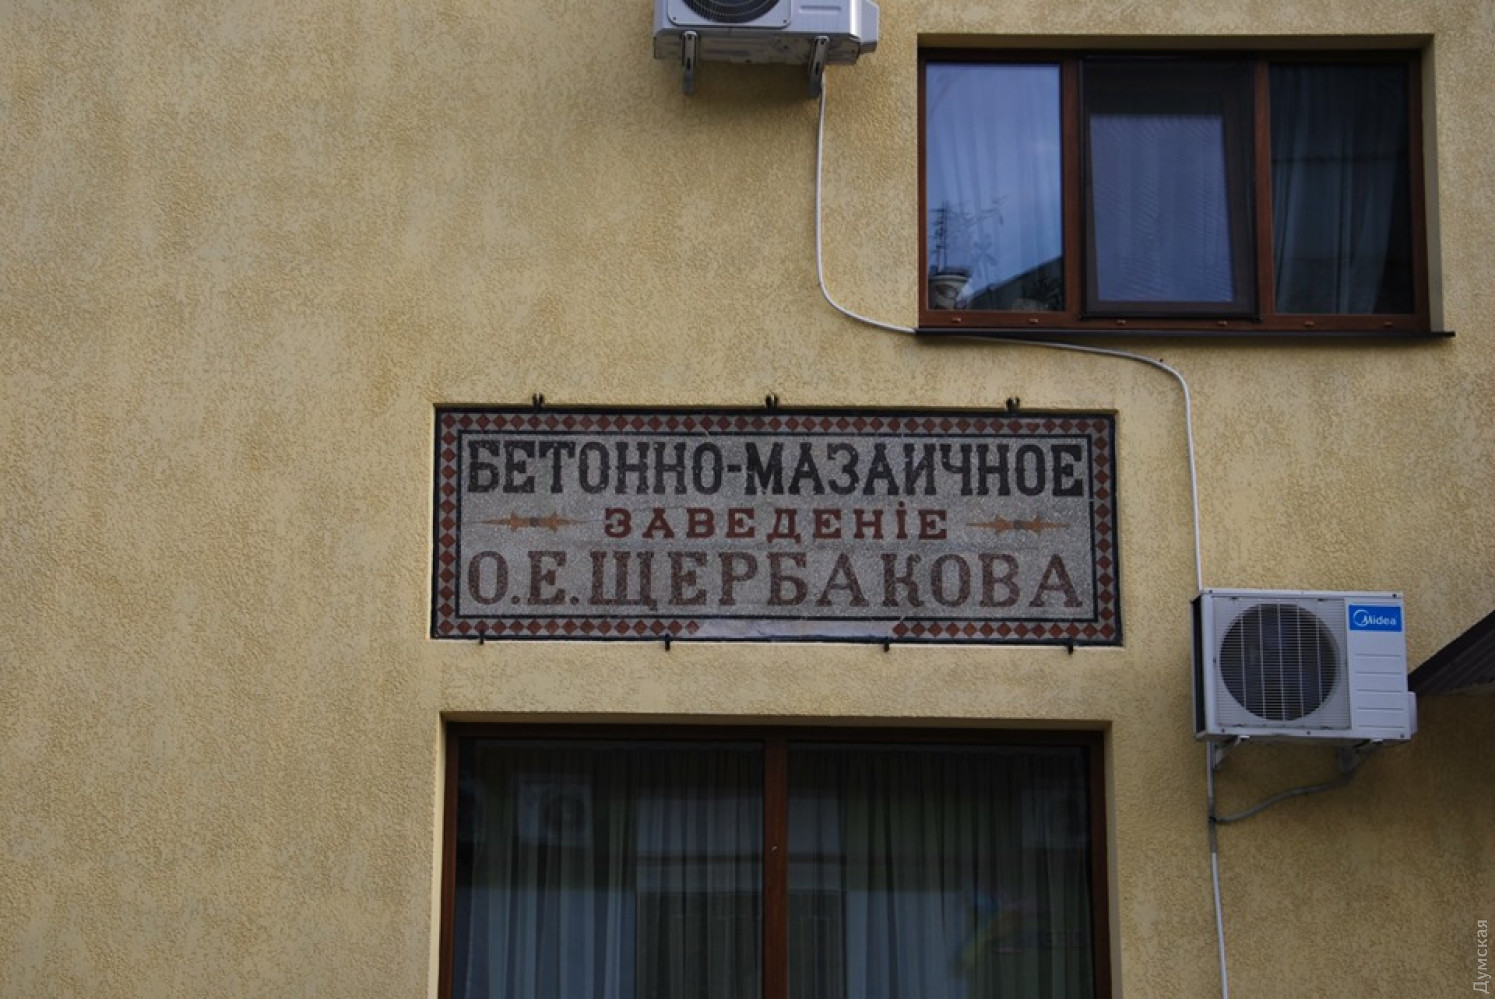 БЕТОННО-МАЗАИЧНОЕ
ЗАВЕДЕНІЕ
О.Е.ЩЕРБАКОВА
Midea
Думская